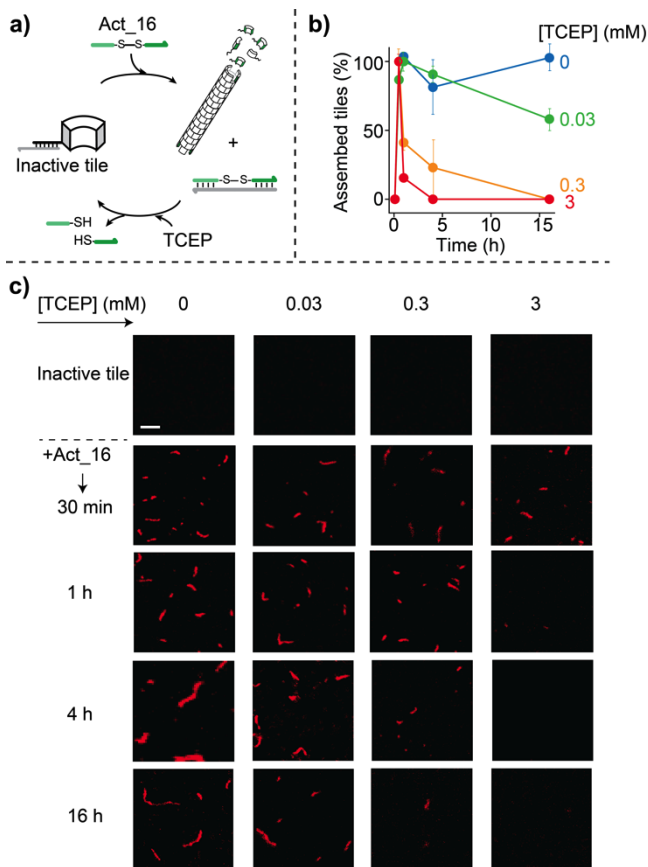 a)
Act_16
S–S
Inactive tile
+
S–S
SH
HS
TCEP
b)
[TCEP] (mM)
Assembed tiles (%)
100
50
0
0
5
10
15
Time (h)
0
0.03
0.3
3
c)
[TCEP] (mM) 0 0.03 0.3 3
Inactive tile
+Act_16
30 min
1 h
4 h
16 h